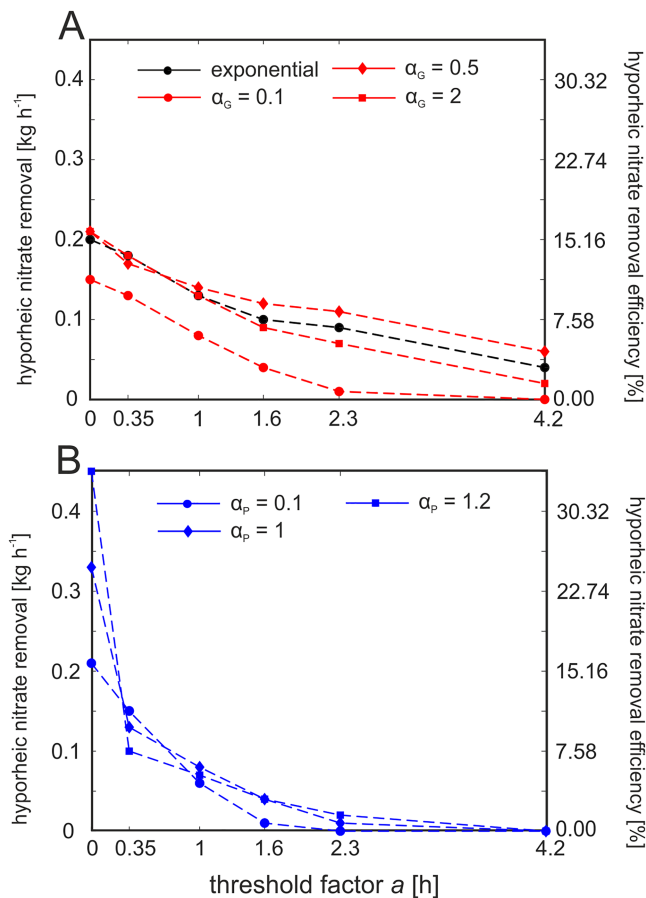 A
exponential
α_G = 0.5
α_G = 0.1
α_G = 2
hyporheic nitrate removal [kg h⁻¹]
0.4
0.3
0.2
0.1
0
0 0.35 1 1.6 2.3 4.2
30.32
22.74
15.16
7.58
0.00
hyporheic nitrate removal efficiency [%]
B
α_P = 0.1
α_P = 1.2
α_P = 1
hyporheic nitrate removal [kg h⁻¹]
0.4
0.3
0.2
0.1
0
0 0.35 1 1.6 2.3 4.2
30.32
22.74
15.16
7.58
0.00
hyporheic nitrate removal efficiency [%]
threshold factor a [h]